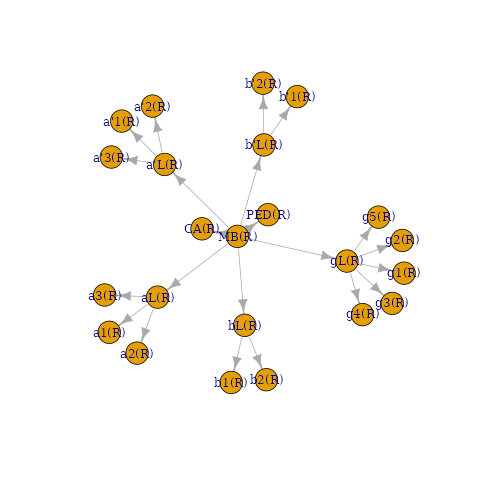 b'2(R)
b'1(R)
a'2(R)
a'1(R)
b'L(R)
a'3(R)
a'L(R)
PED(R)
g5(R)
CA(R)
MB(R)
g2(R)
gL(R)
g1(R)
a3(R)
aL(R)
g3(R)
g4(R)
a1(R)
bL(R)
a2(R)
b1(R)
b2(R)